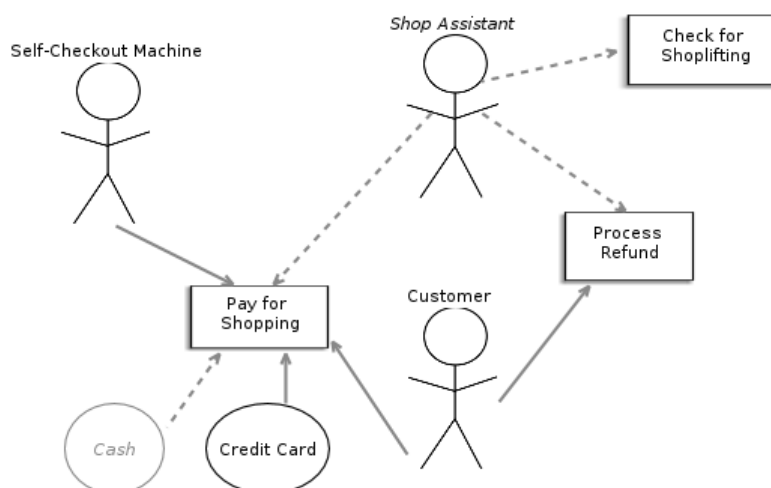 Shop Assistant
Check for
Shoplifting
Self-Checkout Machine
Process
Refund
Customer
Pay for
Shopping
Cash
Credit Card